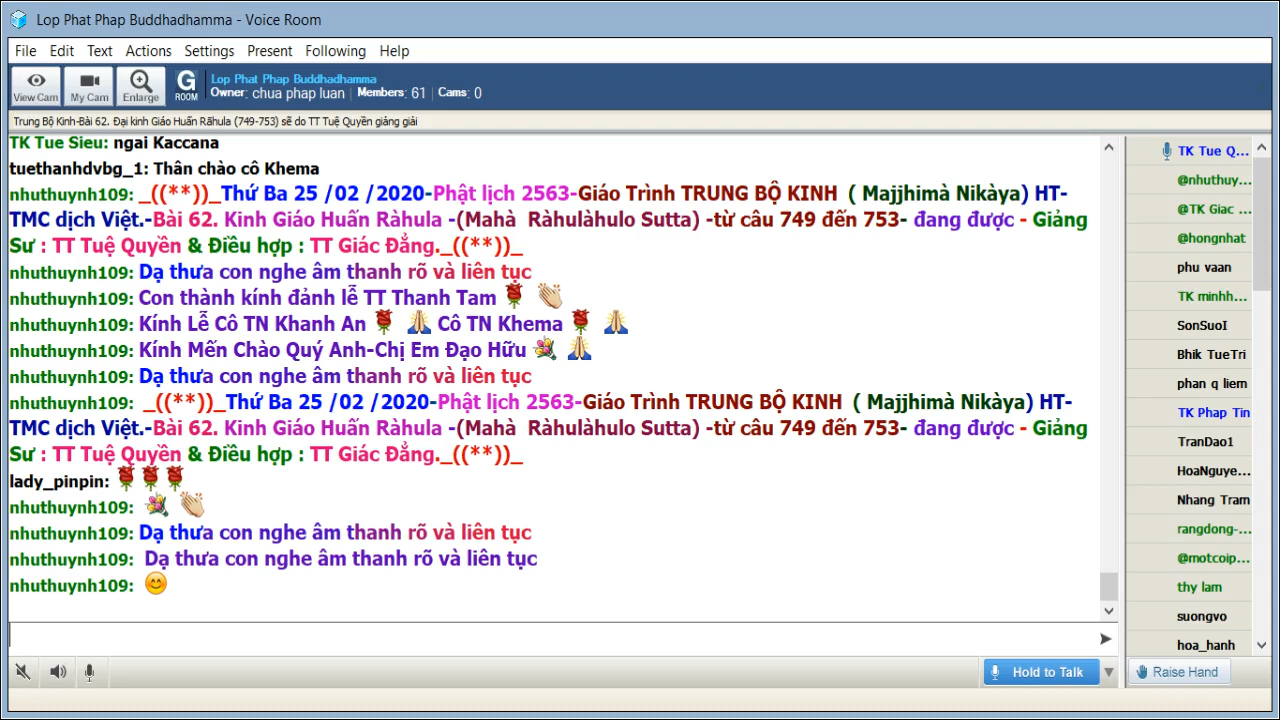 Lop Phat Phap Buddhadhamma - Voice Room
File Edit Text Actions Settings Present Following Help
View Cam My Cam Enlarge G ROOM
Lop Phat Phap Buddhadhamma
Owner: chua phap luan | Members: 61 | Cams: 0
Trung Bộ Kinh-Bài 62. Đại kinh Giáo Huấn Rãhula (749-753) sẽ do TT Tuệ Quyền giảng giải
TK Tue Sieu: ngai Kaccana
tuethanhdvbg_1: Thân chào cô Khema
nhuthuynh109: _((**))_Thứ Ba 25 /02 /2020-Phật lịch 2563-Giáo Trình TRUNG BỘ KINH ( Majjhimà Nikàya) HT-
TMC dịch Việt.-Bài 62. Kinh Giáo Huấn Ràhula -(Mahà Ràhulàhulo Sutta) -từ câu 749 đến 753- đang được - Giảng
Sư : TT Tuệ Quyền & Điều hợp : TT Giác Đẳng._((**))_
nhuthuynh109: Dạ thưa con nghe âm thanh rõ và liên tục
nhuthuynh109: Con thành kính đảnh lễ TT Thanh Tam 🌹 👏
nhuthuynh109: Kính Lễ Cô TN Khanh An 🌹 🙏 Cô TN Khema 🌹 🙏
nhuthuynh109: Kính Mến Chào Quý Anh-Chị Em Đạo Hữu 💐 🙏
nhuthuynh109: Dạ thưa con nghe âm thanh rõ và liên tục
nhuthuynh109: _((**))_Thứ Ba 25 /02 /2020-Phật lịch 2563-Giáo Trình TRUNG BỘ KINH ( Majjhimà Nikàya) HT-
TMC dịch Việt.-Bài 62. Kinh Giáo Huấn Ràhula -(Mahà Ràhulàhulo Sutta) -từ câu 749 đến 753- đang được - Giảng
Sư : TT Tuệ Quyền & Điều hợp : TT Giác Đẳng._((**))_
lady_pinpin: 🌹🌹🌹
nhuthuynh109: 💐 👏
nhuthuynh109: Dạ thưa con nghe âm thanh rõ và liên tục
nhuthuynh109: Dạ thưa con nghe âm thanh rõ và liên tục
nhuthuynh109: 😊
TK Tue Q...
@nhuthuy...
@TK Giac ...
@hongnhat
phu vaan
TK minhh...
SonSuoI
Bhik TueTri
phan q liem
TK Phap Tin
TranDao1
HoaNguye...
Nhang Tram
rangdong-...
@motcoip...
thy lam
suongvo
hoa_hanh
Hold to Talk
Raise Hand